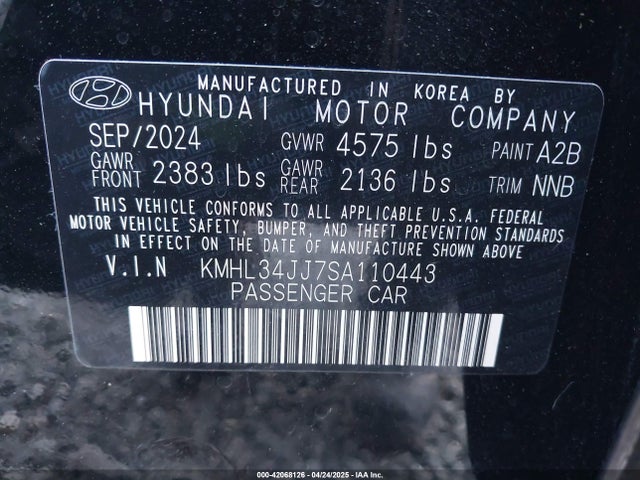 MANUFACTURED IN KOREA BY
HYUNDAI MOTOR COMPANY
SEP/2024 GVWR 4575 lbs PAINT A2B
GAWR FRONT 2383 lbs GAWR REAR 2136 lbs TRIM NNB
THIS VEHICLE CONFORMS TO ALL APPLICABLE U.S.A. FEDERAL
MOTOR VEHICLE SAFETY, BUMPER, AND THEFT PREVENTION STANDARDS
IN EFFECT ON THE DATE OF MANUFACTURE SHOWN ABOVE
V.I.N KMHL34JJ7SA110443
PASSENGER CAR
000-42068126 - 04/24/2025 - IAA Inc.